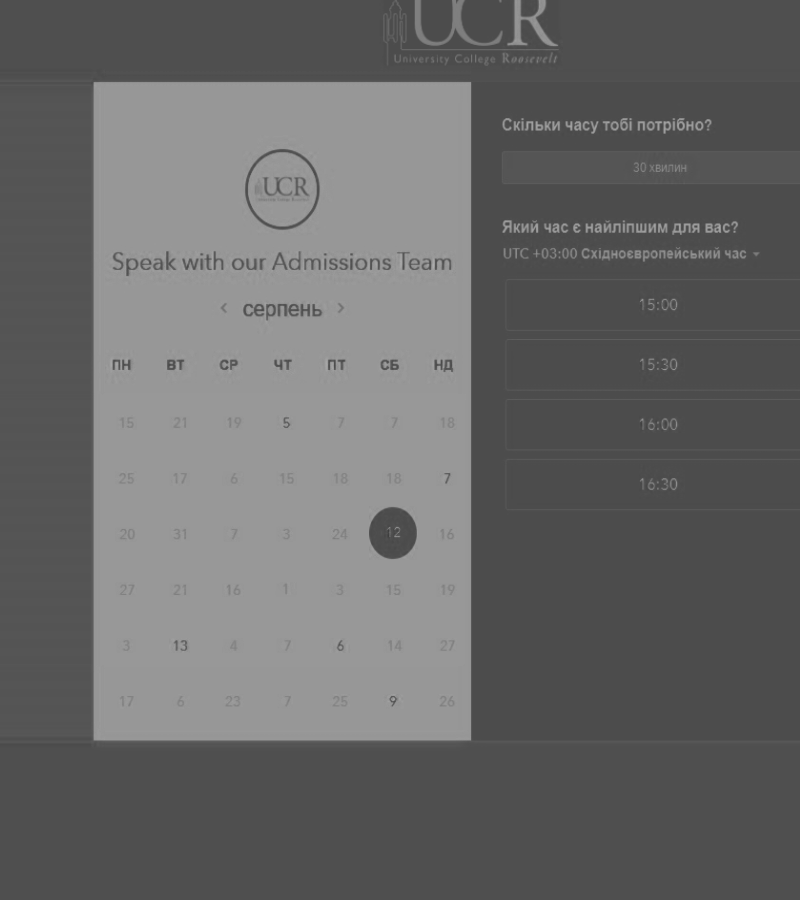 UCR
University College Roosevelt
UCR
Speak with our Admissions Team
серпень
ПН ВТ СР ЧТ ПТ СБ НД
15 21 19 5 7 7 18
25 17 6 15 18 18 7
20 31 7 3 24 12 16
27 21 16 1 3 15 19
3 13 4 7 6 14 27
17 6 23 7 25 9 26
Скільки часу тобі потрібно?
30 хвилин
Який час є найліпшим для вас?
UTC +03:00 Східноєвропейський час
15:00
15:30
16:00
16:30